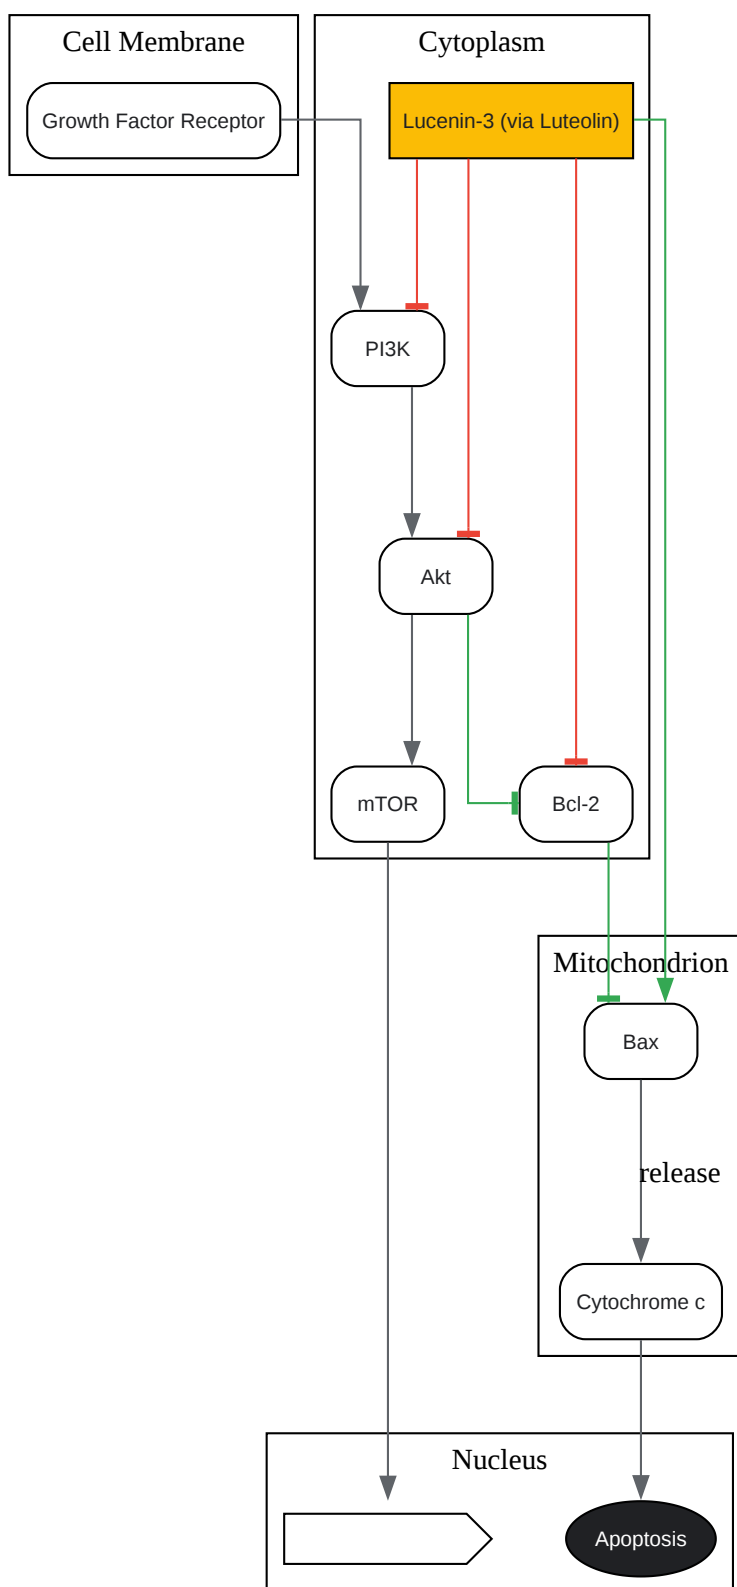 Cell Membrane
Growth Factor Receptor
Cytoplasm
Lucenin-3 (via Luteolin)
PI3K
Akt
mTOR
Bcl-2
Mitochondrion
Bax
release
Cytochrome c
Nucleus
Apoptosis